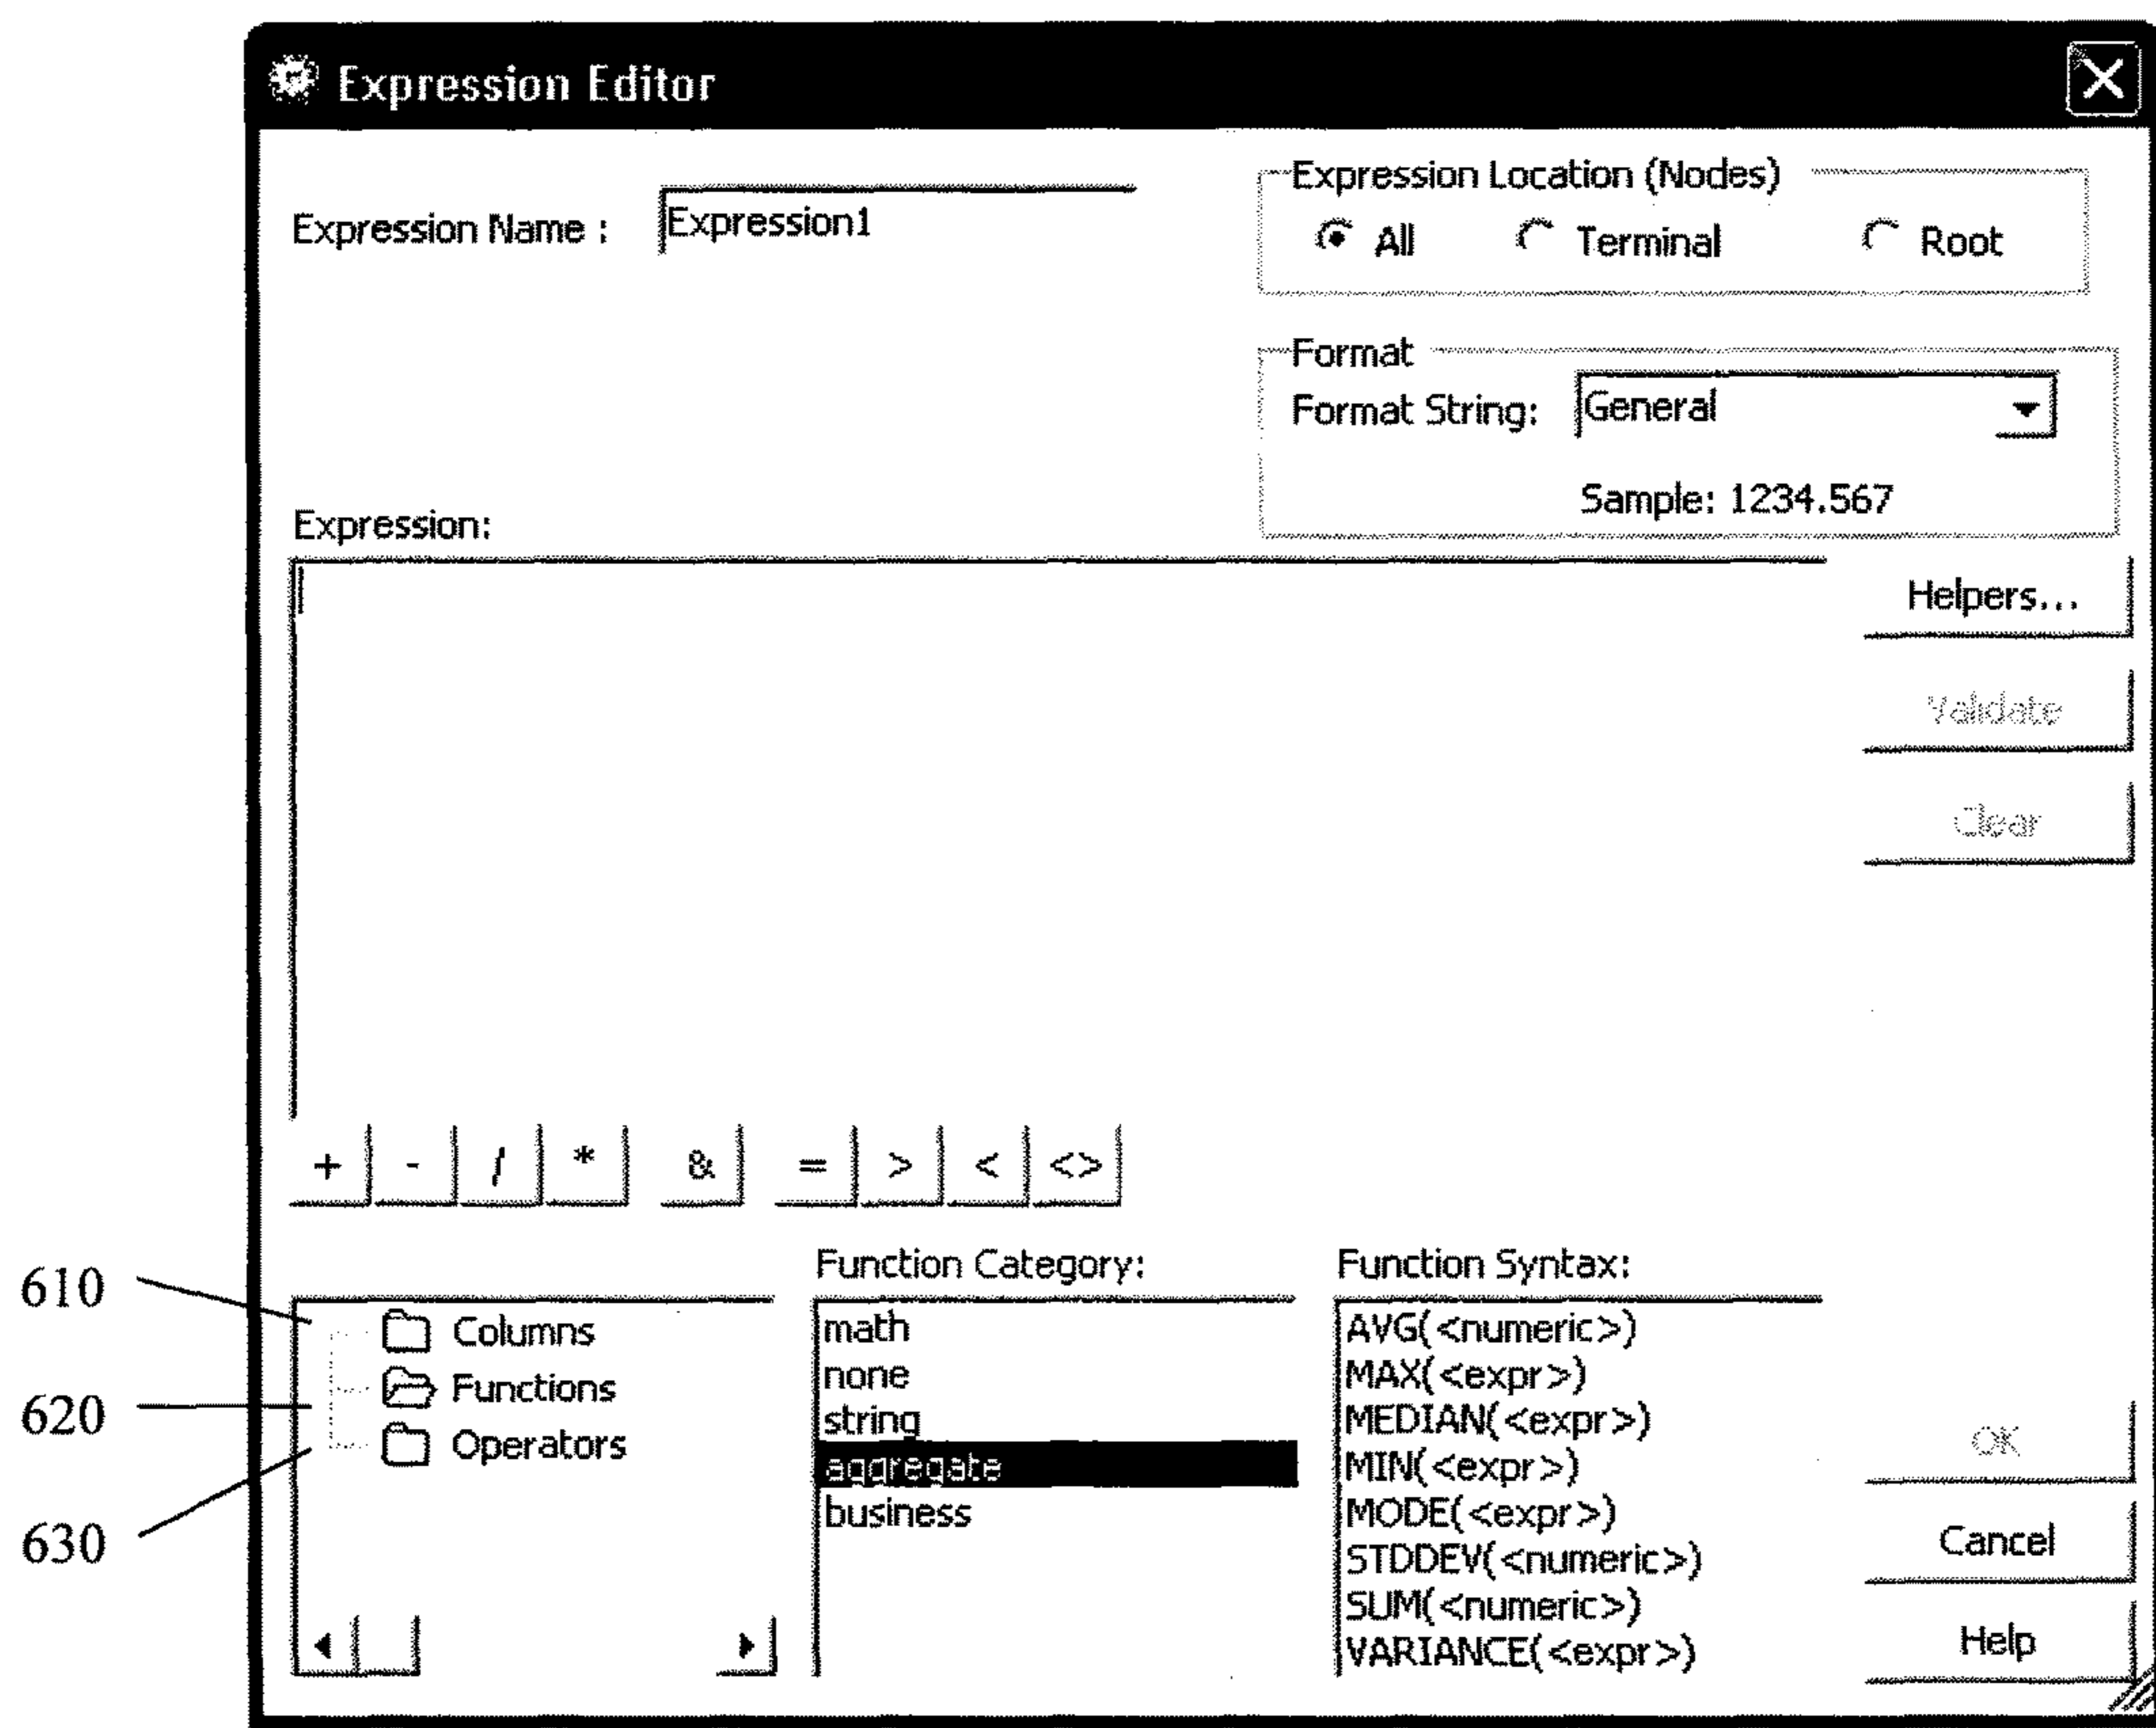 Expression Editor
Expression Location (Nodes)
Expression Name : Expression1
All Terminal Root
Format
Format String: General
Sample: 1234.567
Expression:
Helpers...
Validate
Clear
+ - / * & = > < <>
Function Category: Function Syntax:
610
620
630
Columns
Functions
Operators
math
none
string
aggregate
business
AVG(<numeric>)
MAX(<expr>)
MEDIAN(<expr>)
MIN(<expr>)
MODE(<expr>)
STDDEV(<numeric>)
SUM(<numeric>)
VARIANCE(<expr>)
OK
Cancel
Help